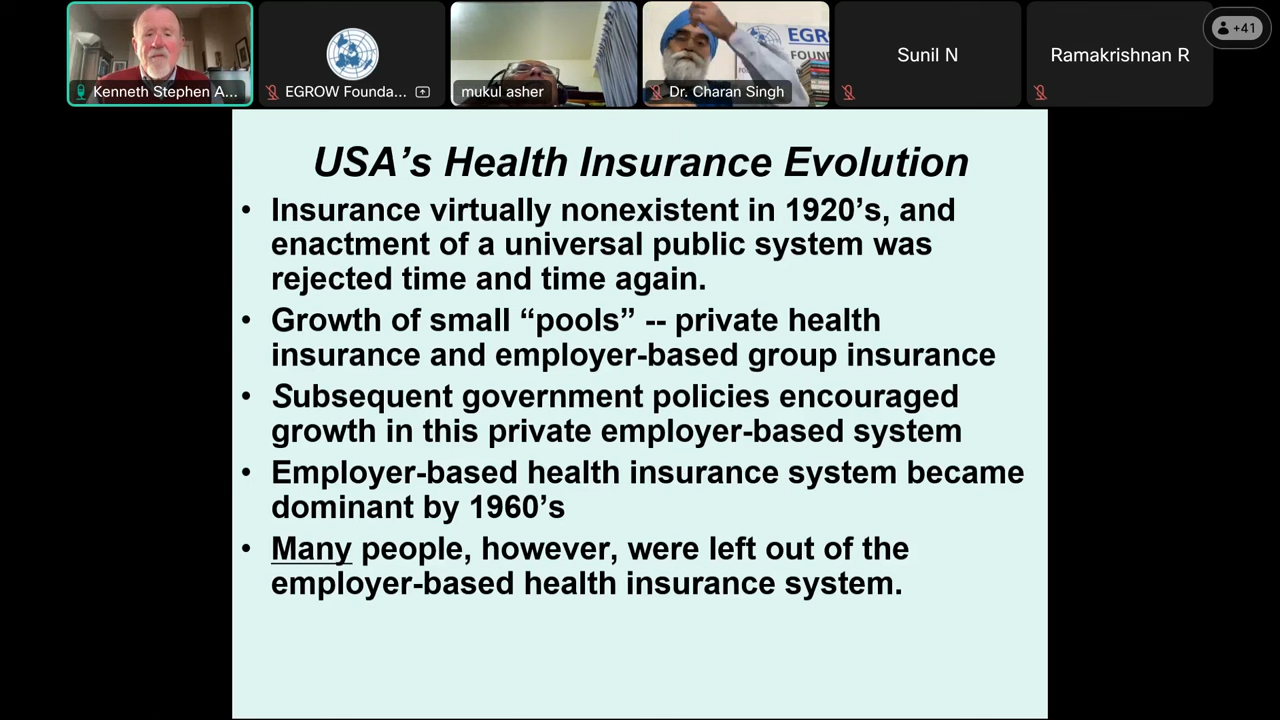 +41
Kenneth Stephen A...
EGROW Founda...
mukul asher
EGR
FOUN
Dr. Charan Singh
Sunil N
Ramakrishnan R
USA's Health Insurance Evolution
• Insurance virtually nonexistent in 1920's, and
enactment of a universal public system was
rejected time and time again.
• Growth of small “pools” -- private health
insurance and employer-based group insurance
• Subsequent government policies encouraged
growth in this private employer-based system
• Employer-based health insurance system became
dominant by 1960's
• Many people, however, were left out of the
employer-based health insurance system.